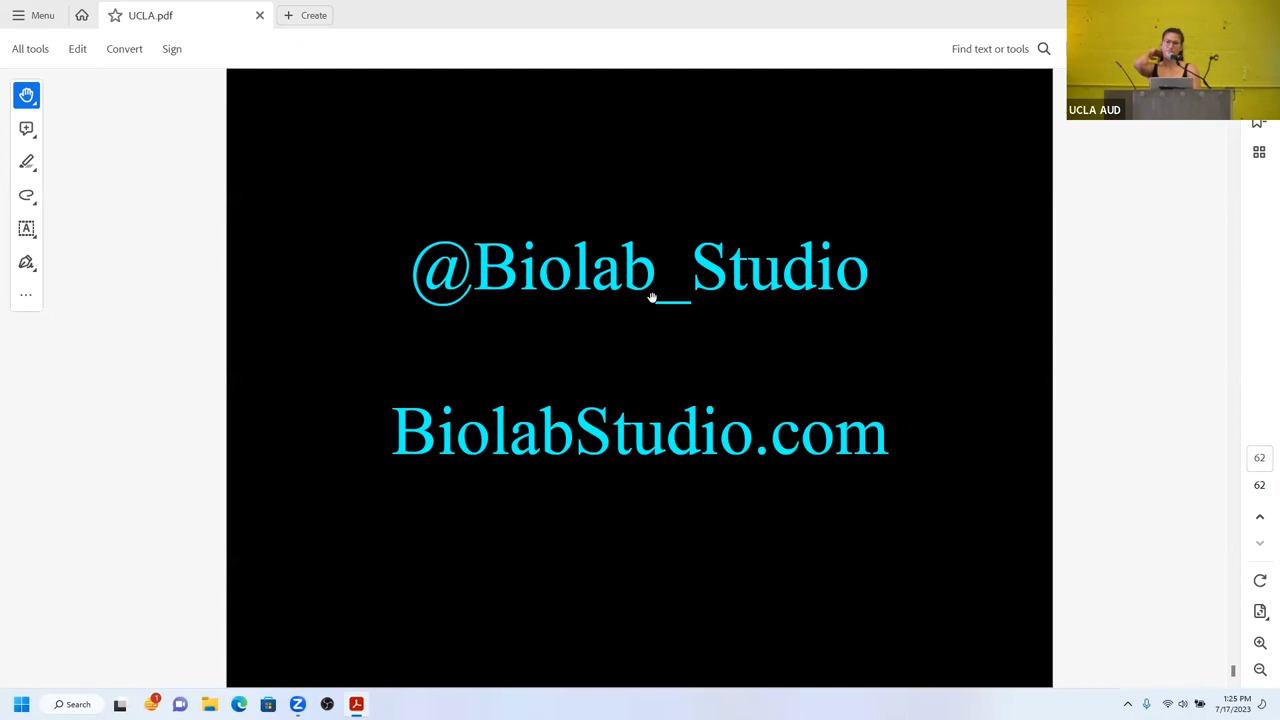 Menu
UCLA.pdf
Create
All tools
Edit
Convert
Sign
Find text or tools
UCLA AUD
@Biolab_Studio
BiolabStudio.com
62
62
Search
1
1:25 PM
7/17/2023